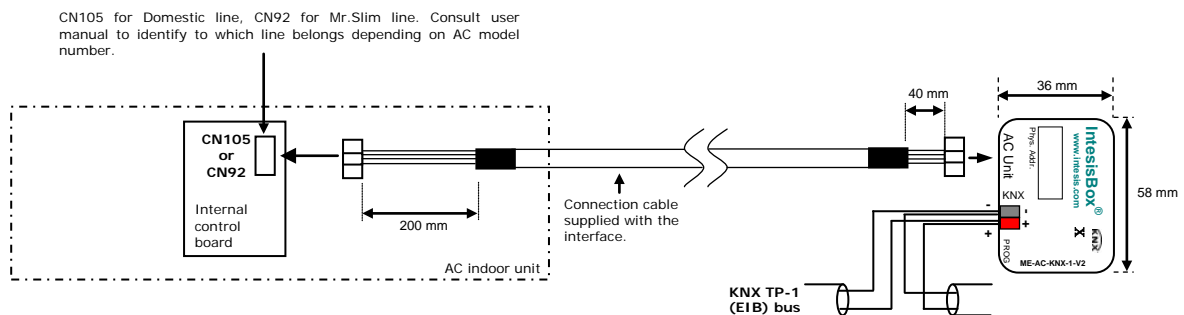 CN105 for Domestic line, CN92 for Mr.Slim line. Consult user
manual to identify to which line belongs depending on AC model
number.
36 mm
40 mm
CN105
or
CN92
Internal
control
board
200 mm
AC indoor unit
Connection cable
supplied with the
interface.
IntesisBox®
www.intesis.com
Phys. Addr.
AC Unit
KNX
-
-
+
+
PROG
X
KNX
ME-AC-KNX-1-V2
58 mm
KNX TP-1
(EIB) bus